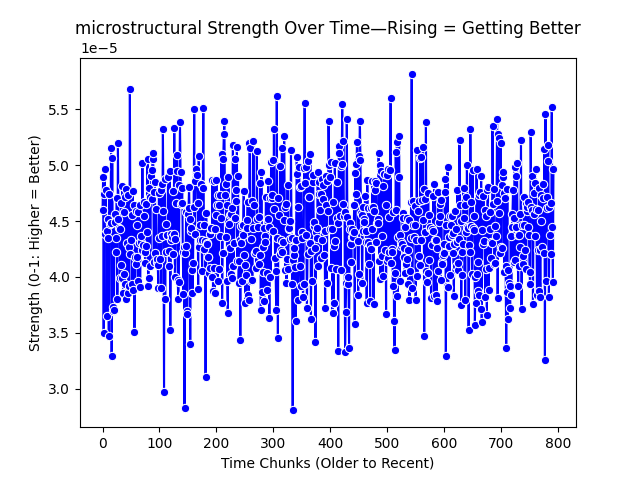 microstructural Strength Over Time—Rising = Getting Better
1e−5
5.5
5.0
4.5
4.0
3.5
3.0
Strength (0-1: Higher = Better)
0 100 200 300 400 500 600 700 800
Time Chunks (Older to Recent)